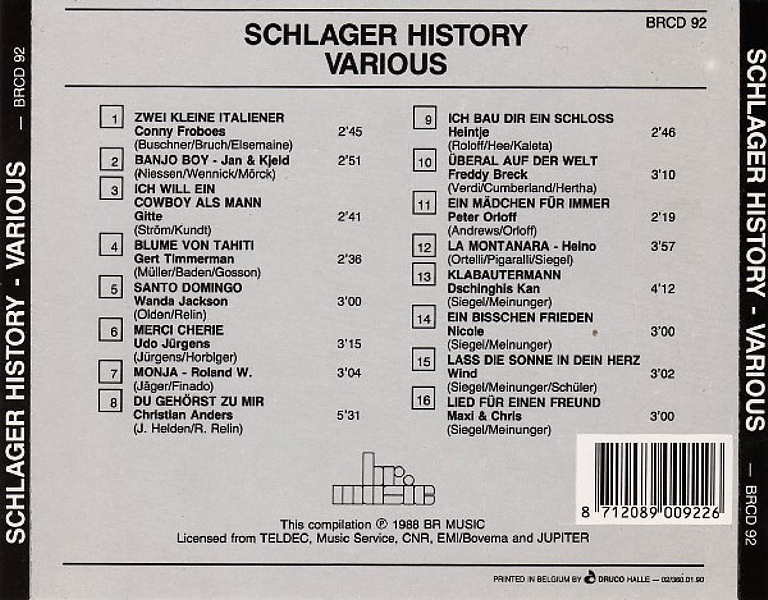 SCHLAGER HISTORY
VARIOUS
BRCD 92
SCHLAGER HISTORY - VARIOUS — BRCD 92
1 ZWEI KLEINE ITALIENER
Conny Froboes 2'45
(Buschner/Bruch/Elsemaine)
2 BANJO BOY - Jan & Kjeld 2'51
(Niessen/Wennick/Mörck)
3 ICH WILL EIN
COWBOY ALS MANN
Gitte 2'41
(Ström/Kundt)
4 BLUME VON TAHITI
Gert Timmerman 2'36
(Müller/Baden/Gosson)
5 SANTO DOMINGO
Wanda Jackson 3'00
(Olden/Relin)
6 MERCI CHERIE
Udo Jürgens 3'15
(Jürgens/Horbiger)
7 MONJA - Roland W. 3'04
(Jäger/Finado)
8 DU GEHÖRST ZU MIR
Christian Anders 5'31
(J. Helden/R. Relin)
9 ICH BAU DIR EIN SCHLOSS
Heintje 2'46
(Roloff/Hee/Kaleta)
10 ÜBERAL AUF DER WELT
Freddy Breck 3'10
(Verdi/Cumberland/Hertha)
11 EIN MÄDCHEN FÜR IMMER
Peter Orloff 2'19
(Andrews/Orloff)
12 LA MONTANARA - Heino 3'57
(Ortelli/Pigaralli/Siegel)
13 KLABAUTERMANN
Dschinghis Kan 4'12
(Siegel/Meinunger)
14 EIN BISSCHEN FRIEDEN
Nicole 3'00
(Siegel/Meinunger)
15 LASS DIE SONNE IN DEIN HERZ
Wind 3'02
(Siegel/Meinunger/Schüler)
16 LIED FÜR EINEN FREUND
Maxi & Chris 3'00
(Siegel/Meinunger)
8 712089 009226
This compilation ℗ 1988 BR MUSIC
Licensed from TELDEC, Music Service, CNR, EMI/Bovema and JUPITER
PRINTED IN BELGIUM BY DRUCO HALLE — 02/360.01.90
SCHLAGER HISTORY - VARIOUS — BRCD 92